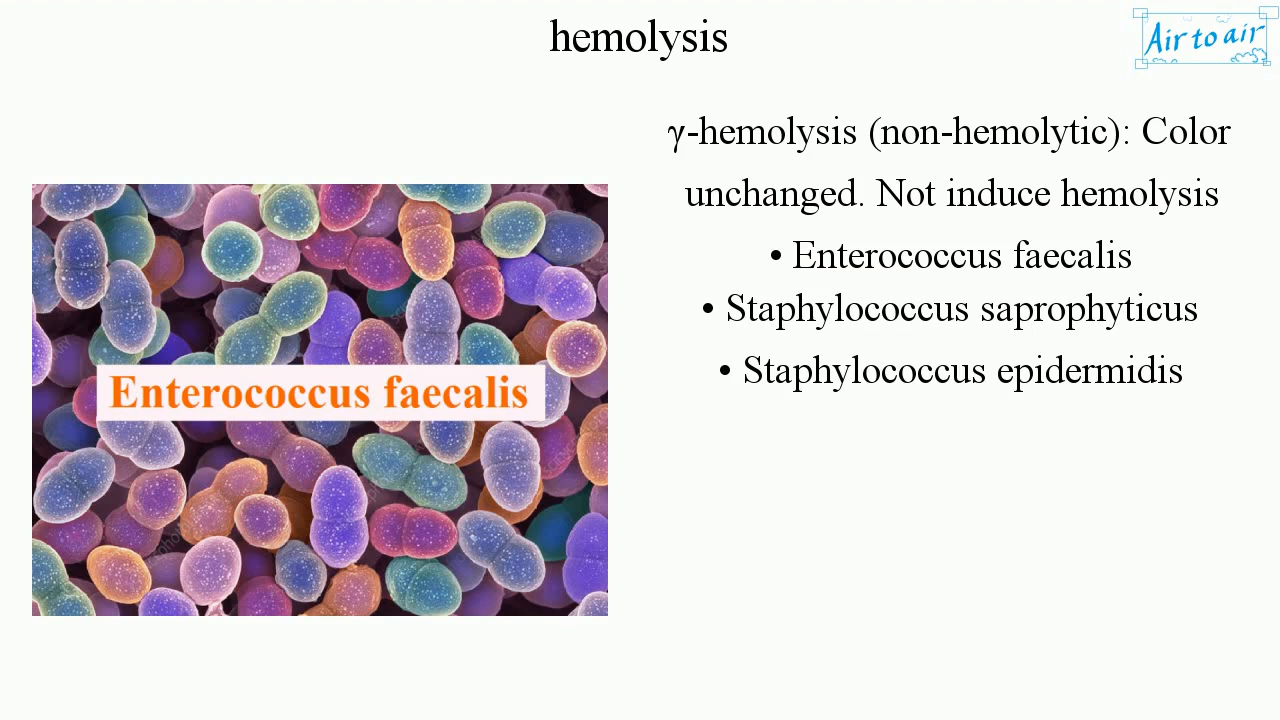 hemolysis
Air to air
γ-hemolysis (non-hemolytic): Color
unchanged. Not induce hemolysis
• Enterococcus faecalis
• Staphylococcus saprophyticus
• Staphylococcus epidermidis
Enterococcus faecalis